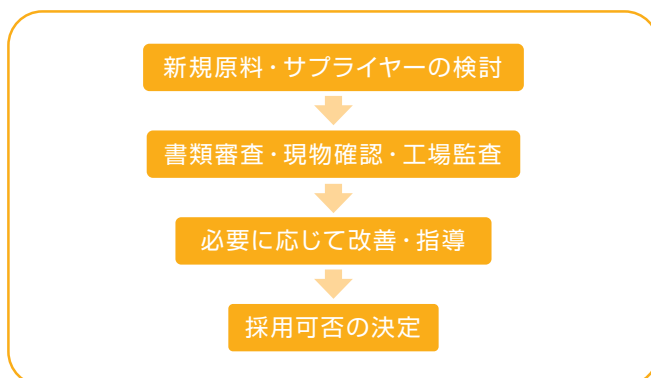 新規原料・サプライヤーの検討
書類審査・現物確認・工場監査
必要に応じて改善・指導
採用可否の決定